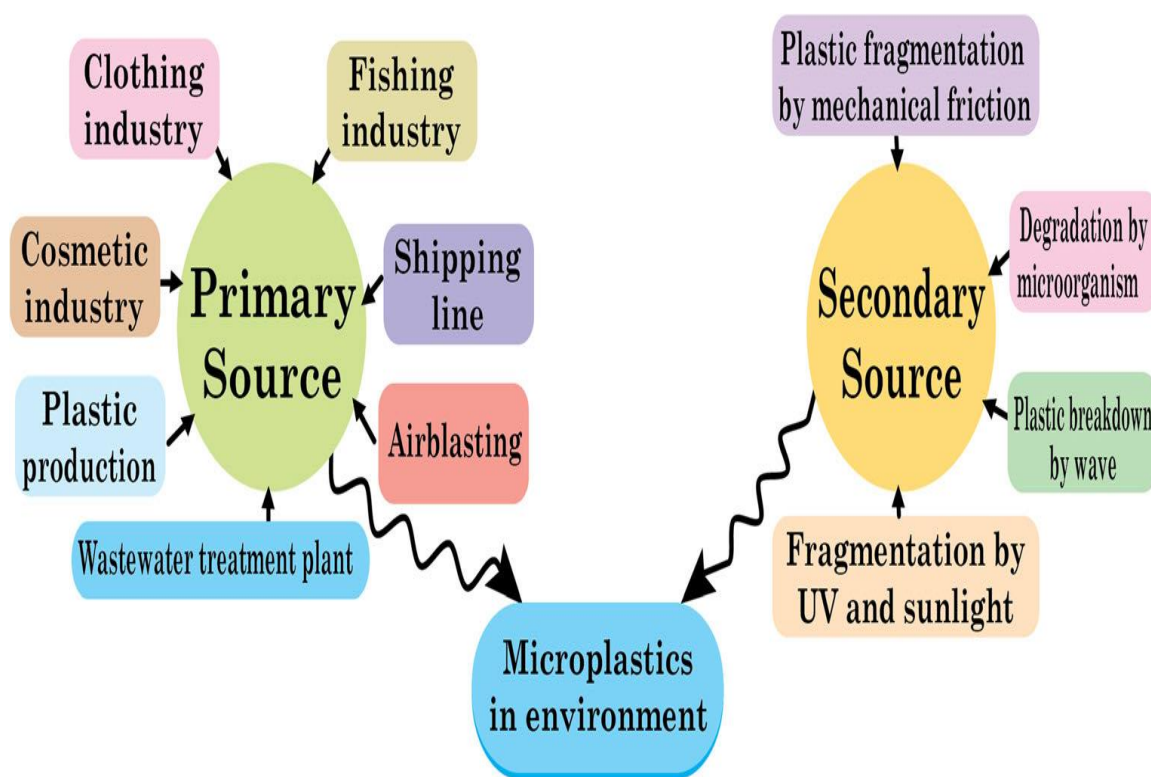 Clothing
industry
Fishing
industry
Cosmetic
industry
Shipping
line
Primary
Source
Plastic
production
Airblasting
Wastewater treatment plant
Plastic fragmentation
by mechanical friction
Degradation by
microorganism
Secondary
Source
Plastic breakdown
by wave
Fragmentation by
UV and sunlight
Microplastics
in environment